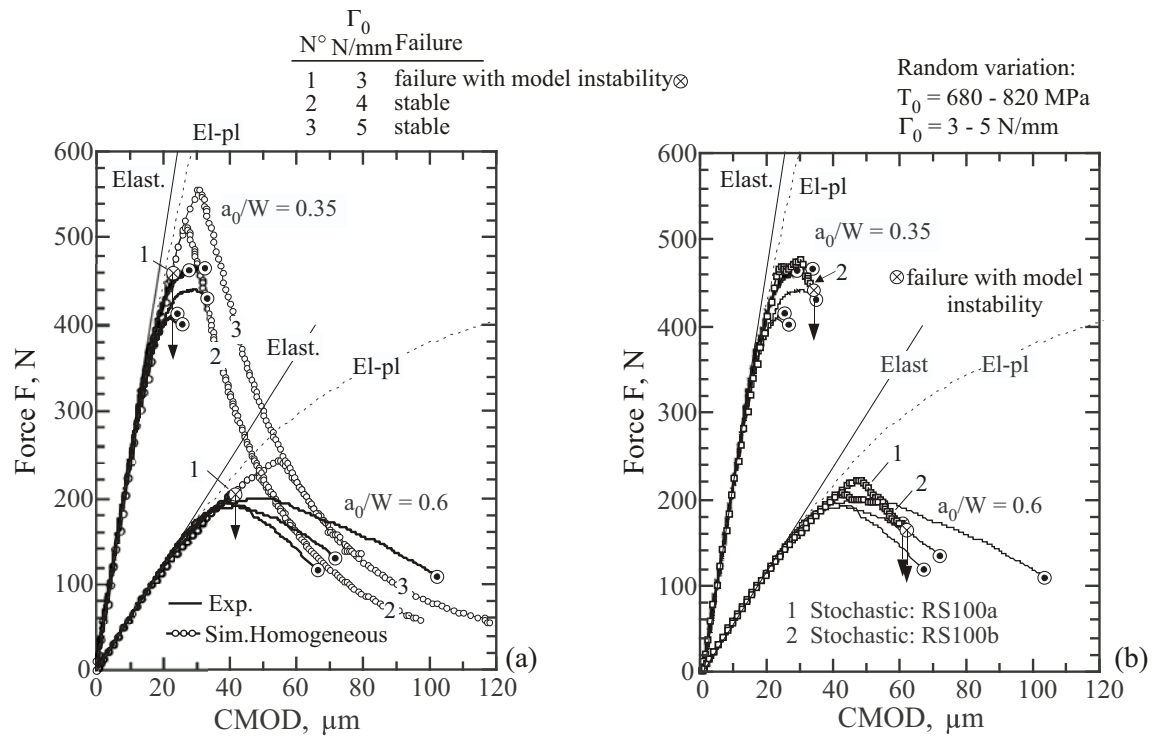 Γ₀
N° N/mm Failure
1 3 failure with model instability⊗
2 4 stable
3 5 stable
El-pl
Elast.
a₀/W = 0.35
1
2
3
Elast.
El-pl
1
a₀/W = 0.6
3
2
Exp.
Sim.Homogeneous
(a)
Force F, N
600
500
400
300
200
100
0
0 20 40 60 80 100 120
CMOD, µm
Random variation:
T₀ = 680 - 820 MPa
Γ₀ = 3 - 5 N/mm
Elast.
El-pl
a₀/W = 0.35
2
⊗failure with model
instability
Elast
El-pl
1
2
a₀/W = 0.6
1 Stochastic: RS100a
2 Stochastic: RS100b
(b)
Force F, N
600
500
400
300
200
100
0
0 20 40 60 80 100 120
CMOD, µm